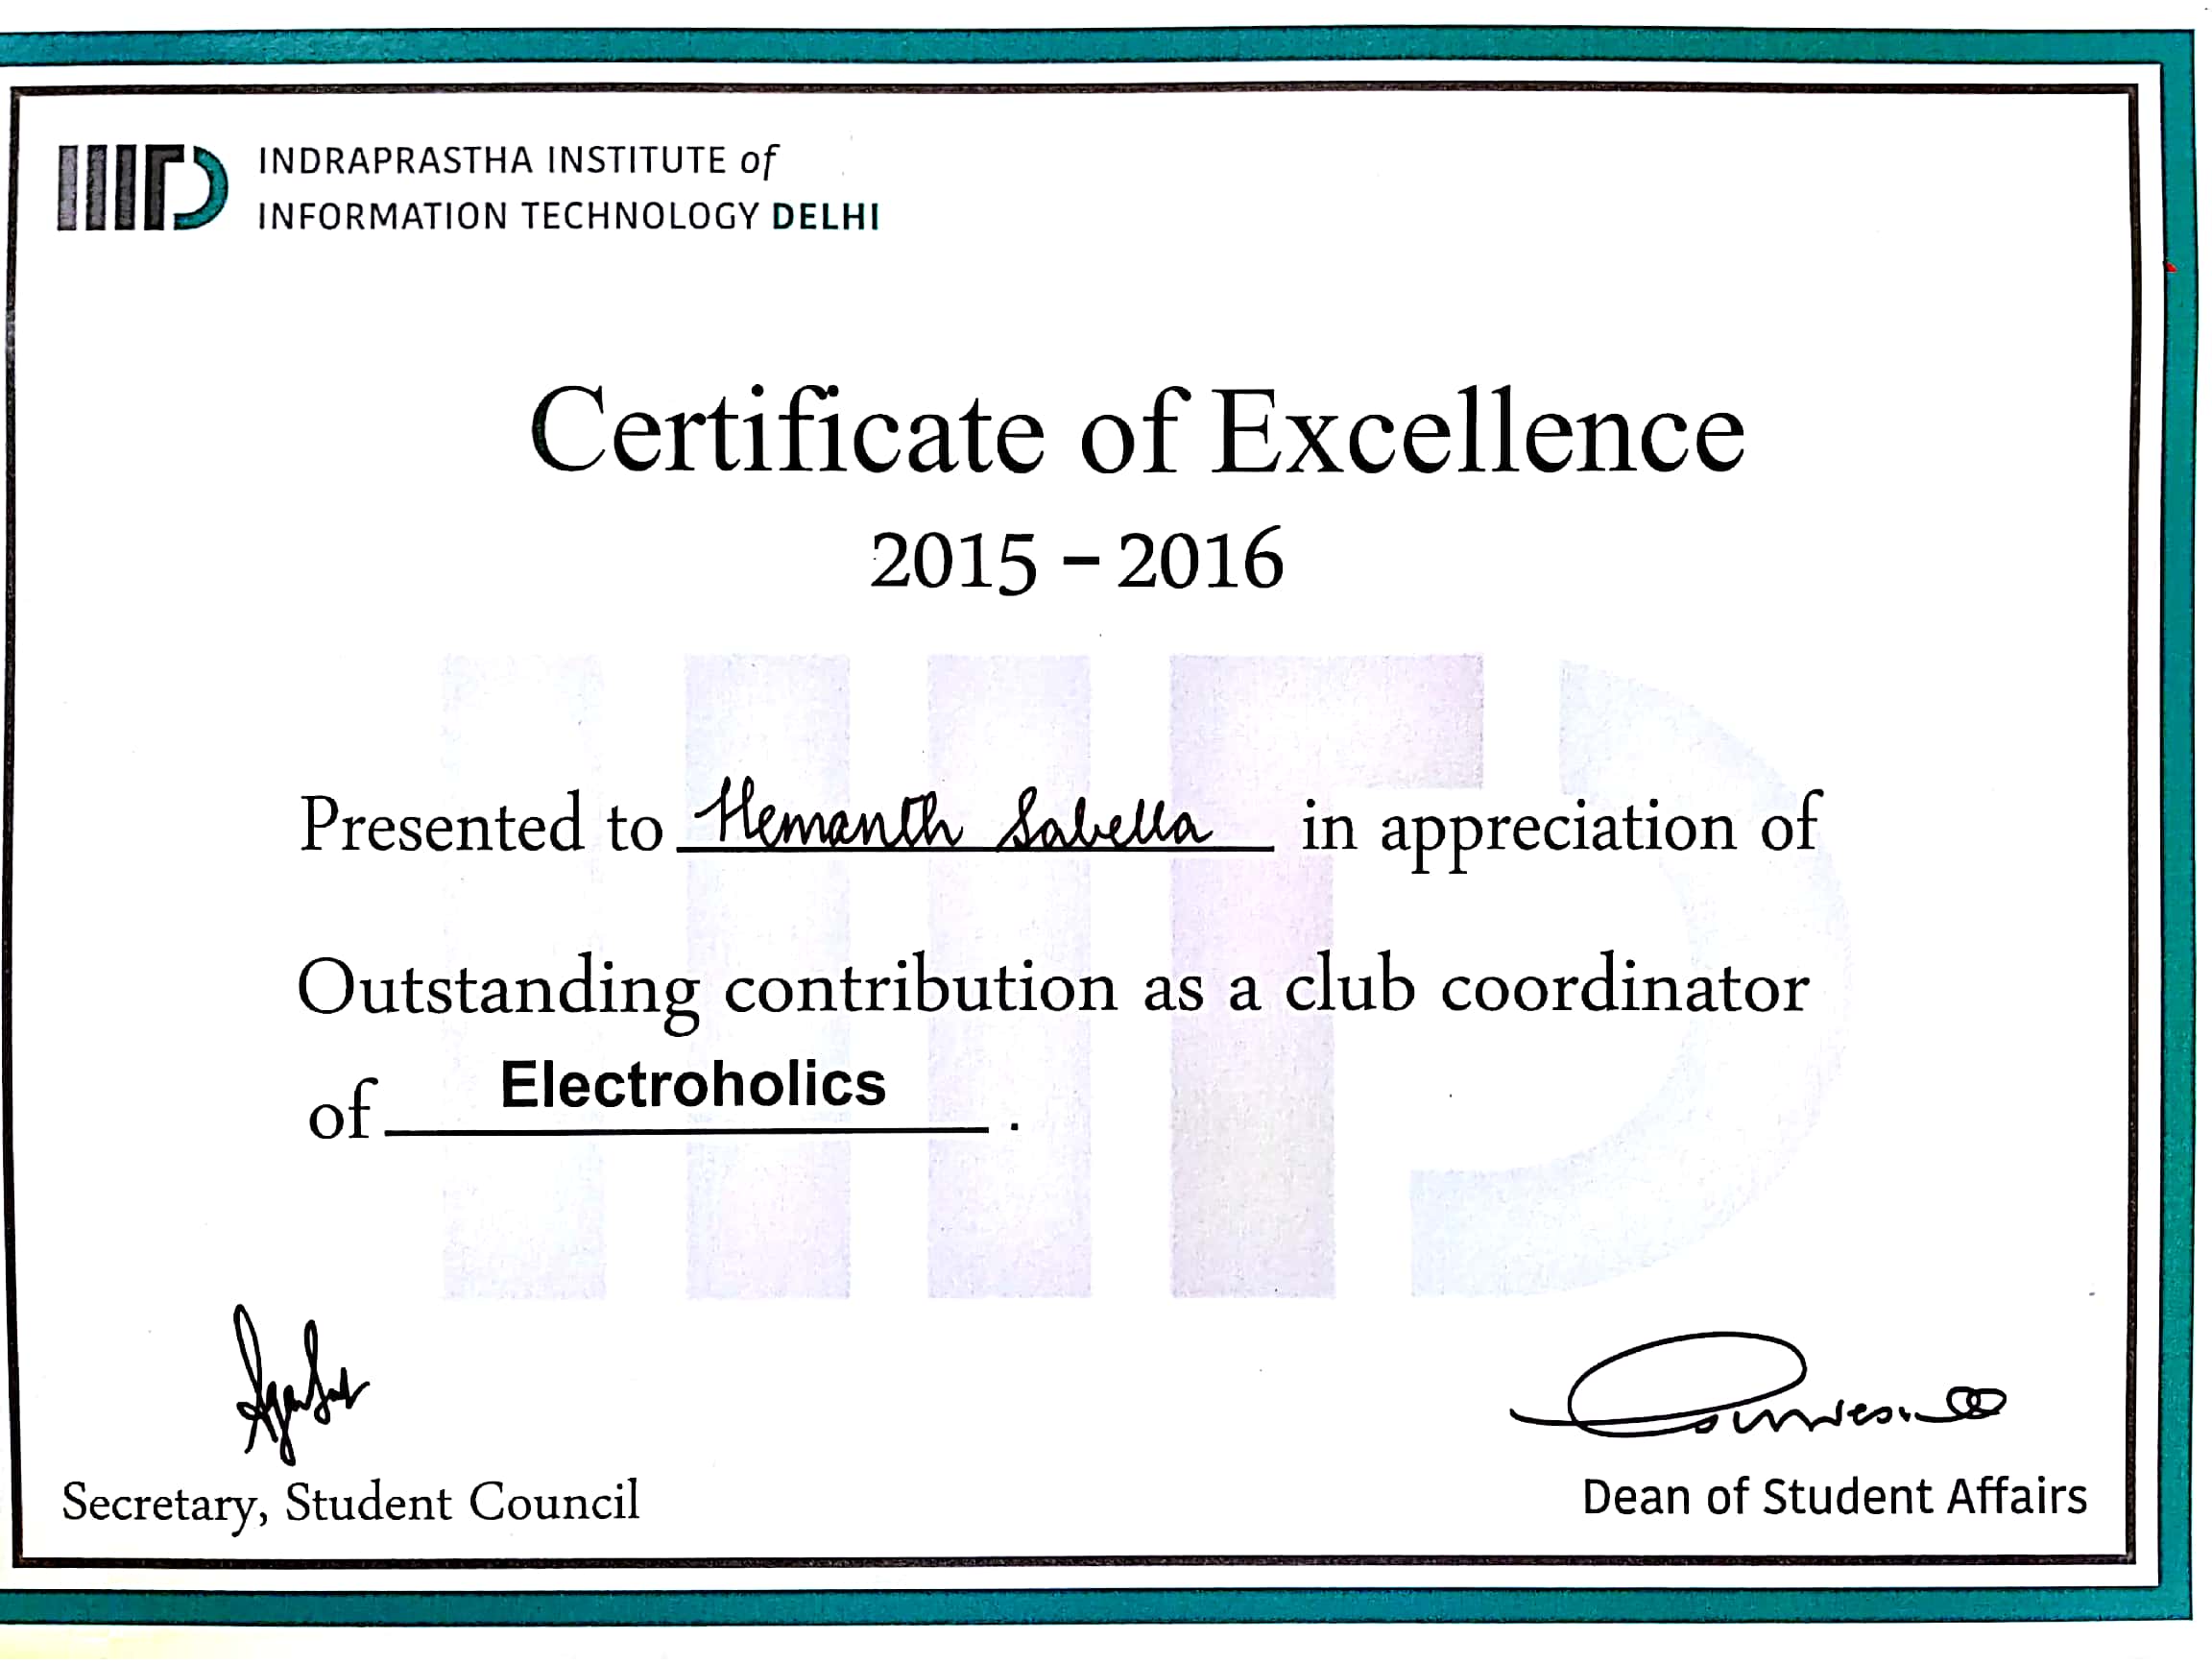 INDRAPRASTHA INSTITUTE of
INFORMATION TECHNOLOGY DELHI
Certificate of Excellence
2015 – 2016
Presented to Hemanth Sabella in appreciation of
Outstanding contribution as a club coordinator
of Electroholics .
Secretary, Student Council
Dean of Student Affairs